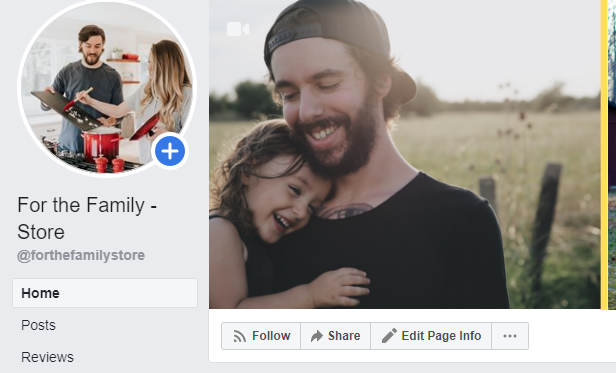 For the Family -
Store
@forthefamilystore
Home
Posts
Reviews
Follow Share Edit Page Info ...